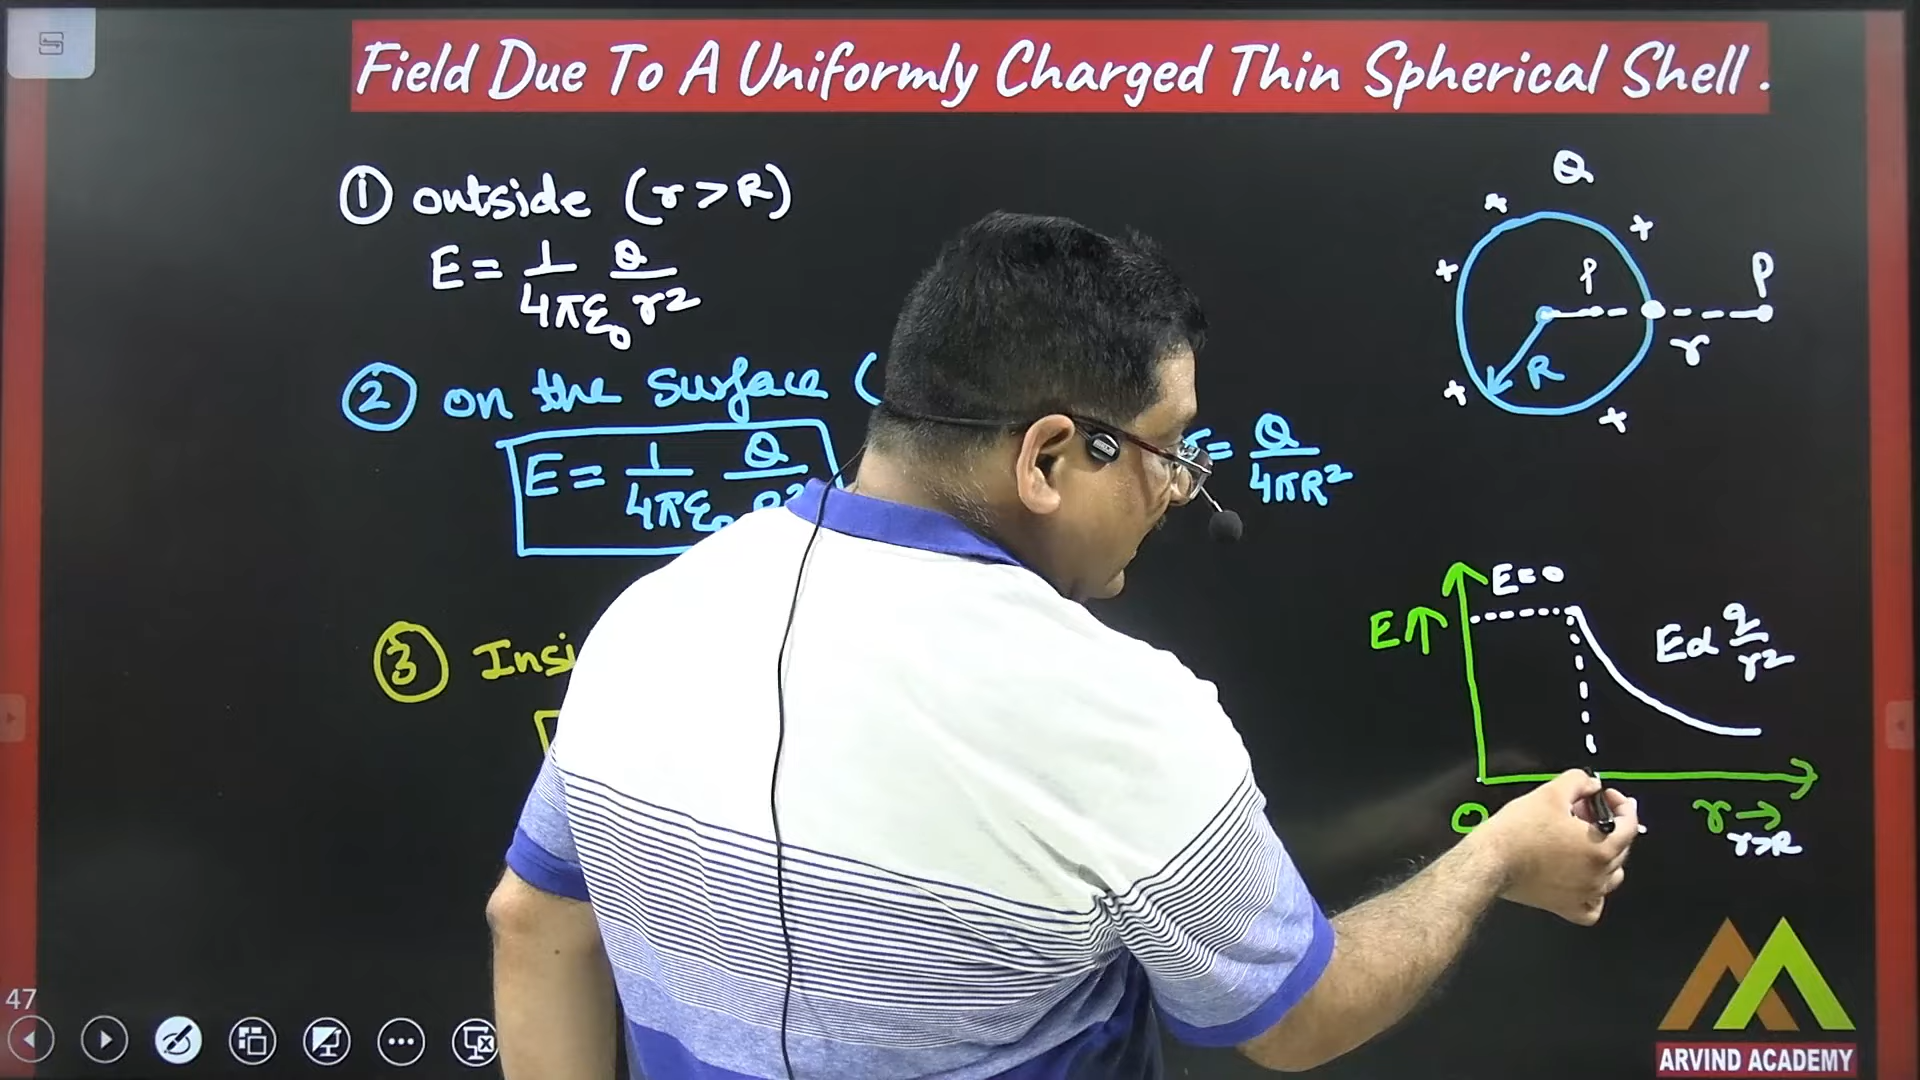 Field Due To A Uniformly Charged Thin Spherical Shell .
① outside (r > R)
E = 1/4πε₀ Q/r²
② on the surface (
E = 1/4πε₀ Q/
= Q/4πR²
③ Insi
Q
P
P
r
R
E=0
E↑
E∝ q/r²
O
r→
r>R
47
ARVIND ACADEMY